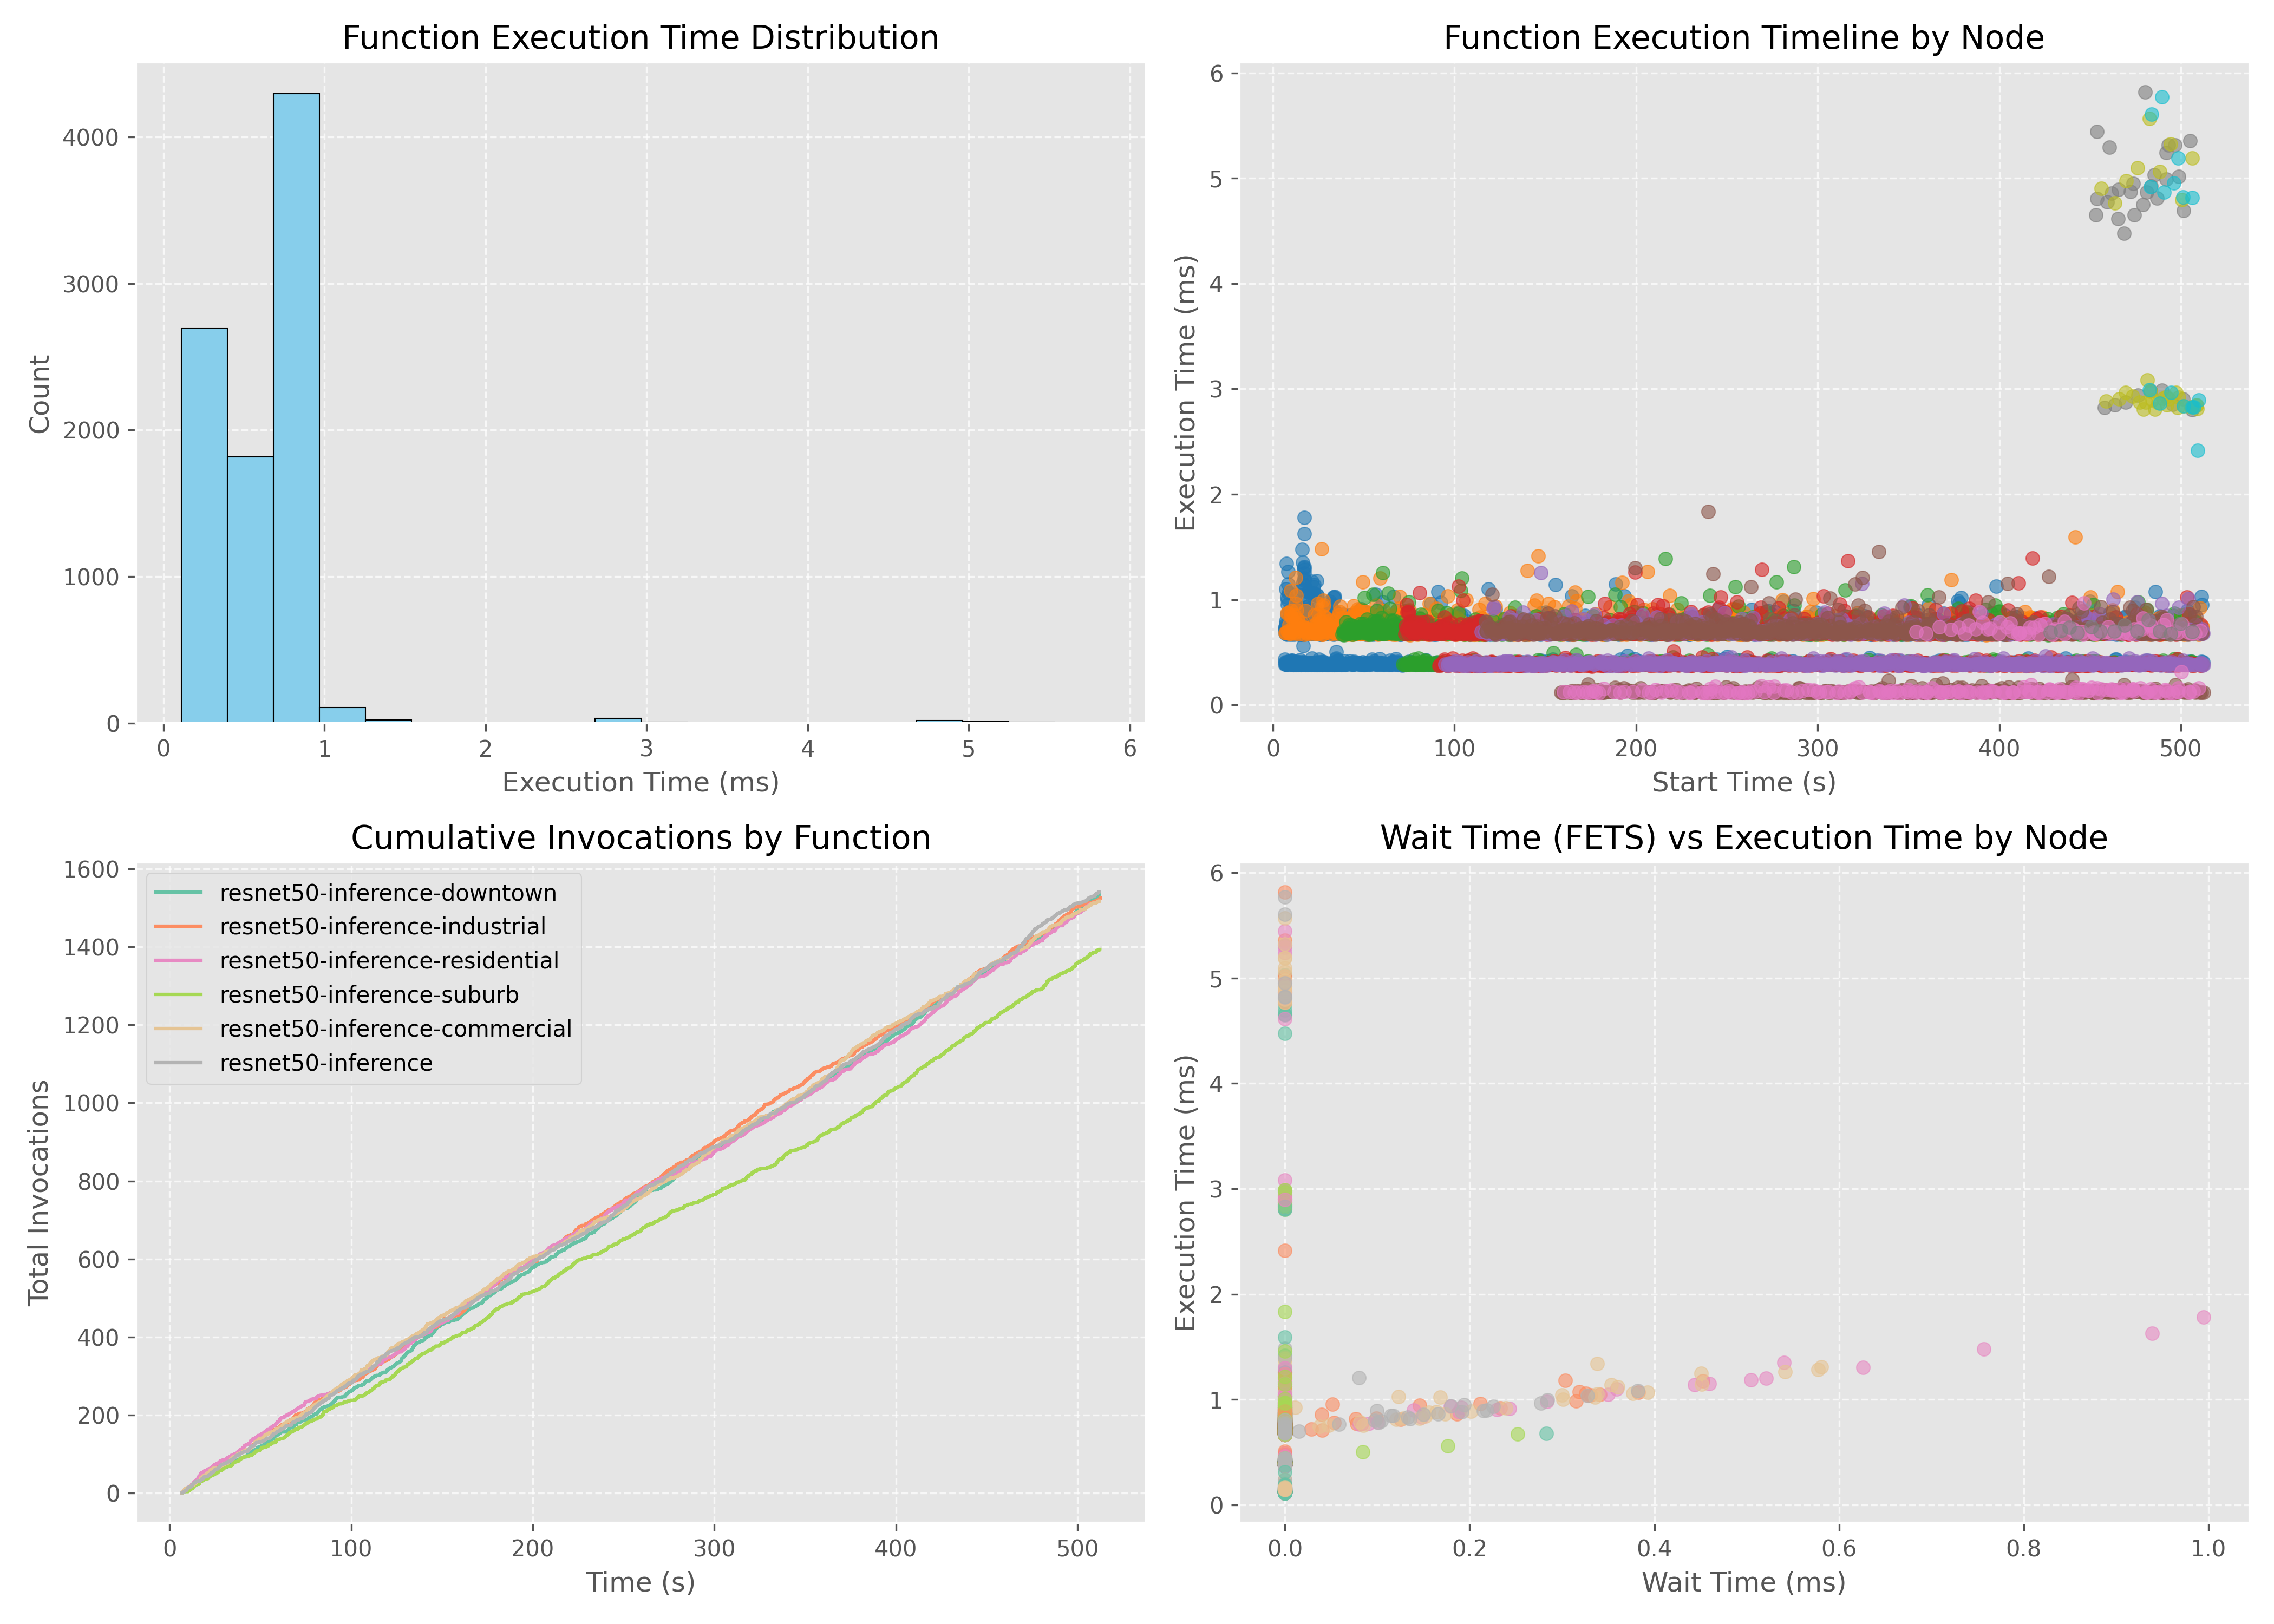 Function Execution Time Distribution
4000
3000
2000
1000
0
Count
0 1 2 3 4 5 6
Execution Time (ms)
Function Execution Timeline by Node
6
5
4
3
2
1
0
Execution Time (ms)
0 100 200 300 400 500
Start Time (s)
Cumulative Invocations by Function
1600
1400
1200
1000
800
600
400
200
0
Total Invocations
resnet50-inference-downtown
resnet50-inference-industrial
resnet50-inference-residential
resnet50-inference-suburb
resnet50-inference-commercial
resnet50-inference
0 100 200 300 400 500
Time (s)
Wait Time (FETS) vs Execution Time by Node
6
5
4
3
2
1
0
Execution Time (ms)
0.0 0.2 0.4 0.6 0.8 1.0
Wait Time (ms)